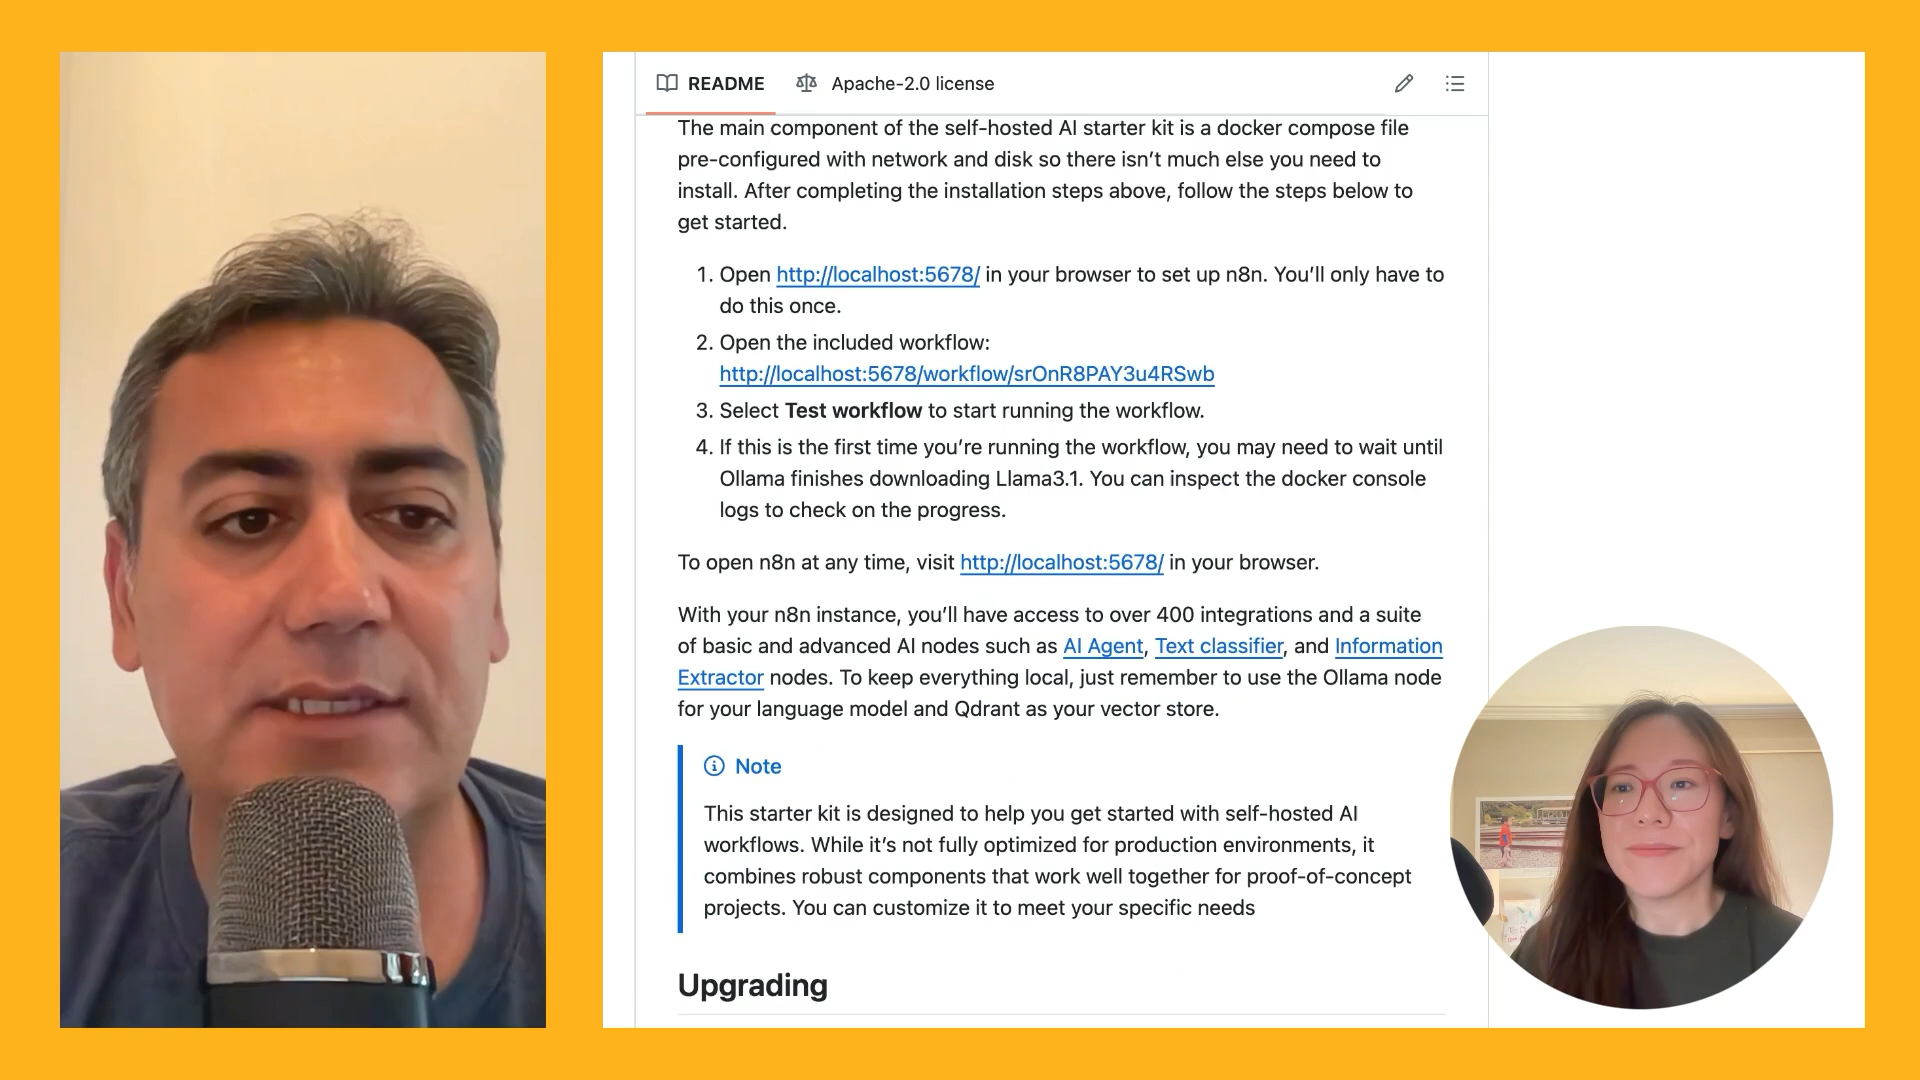 README
Apache-2.0 license
The main component of the self-hosted AI starter kit is a docker compose file
pre-configured with network and disk so there isn’t much else you need to
install. After completing the installation steps above, follow the steps below to
get started.
1. Open http://localhost:5678/ in your browser to set up n8n. You’ll only have to
do this once.
2. Open the included workflow:
http://localhost:5678/workflow/srOnR8PAY3u4RSwb
3. Select Test workflow to start running the workflow.
4. If this is the first time you’re running the workflow, you may need to wait until
Ollama finishes downloading Llama3.1. You can inspect the docker console
logs to check on the progress.
To open n8n at any time, visit http://localhost:5678/ in your browser.
With your n8n instance, you’ll have access to over 400 integrations and a suite
of basic and advanced AI nodes such as AI Agent, Text classifier, and Information
Extractor nodes. To keep everything local, just remember to use the Ollama node
for your language model and Qdrant as your vector store.
Note
This starter kit is designed to help you get started with self-hosted AI
workflows. While it’s not fully optimized for production environments, it
combines robust components that work well together for proof-of-concept
projects. You can customize it to meet your specific needs
Upgrading